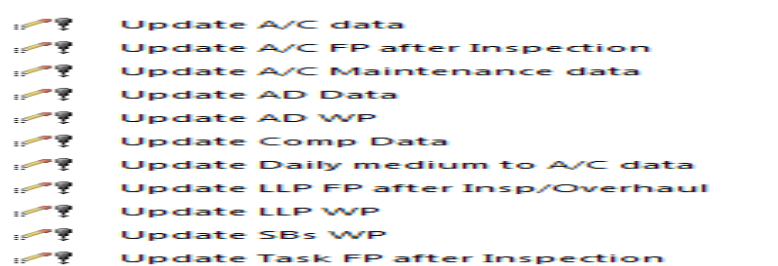 Update A/C data
Update A/C FP after Inspection
Update A/C Maintenance data
Update AD Data
Update AD WP
Update Comp Data
Update Daily medium to A/C data
Update LLP FP after Insp/Overhaul
Update LLP WP
Update SBs WP
Update Task FP after Inspection